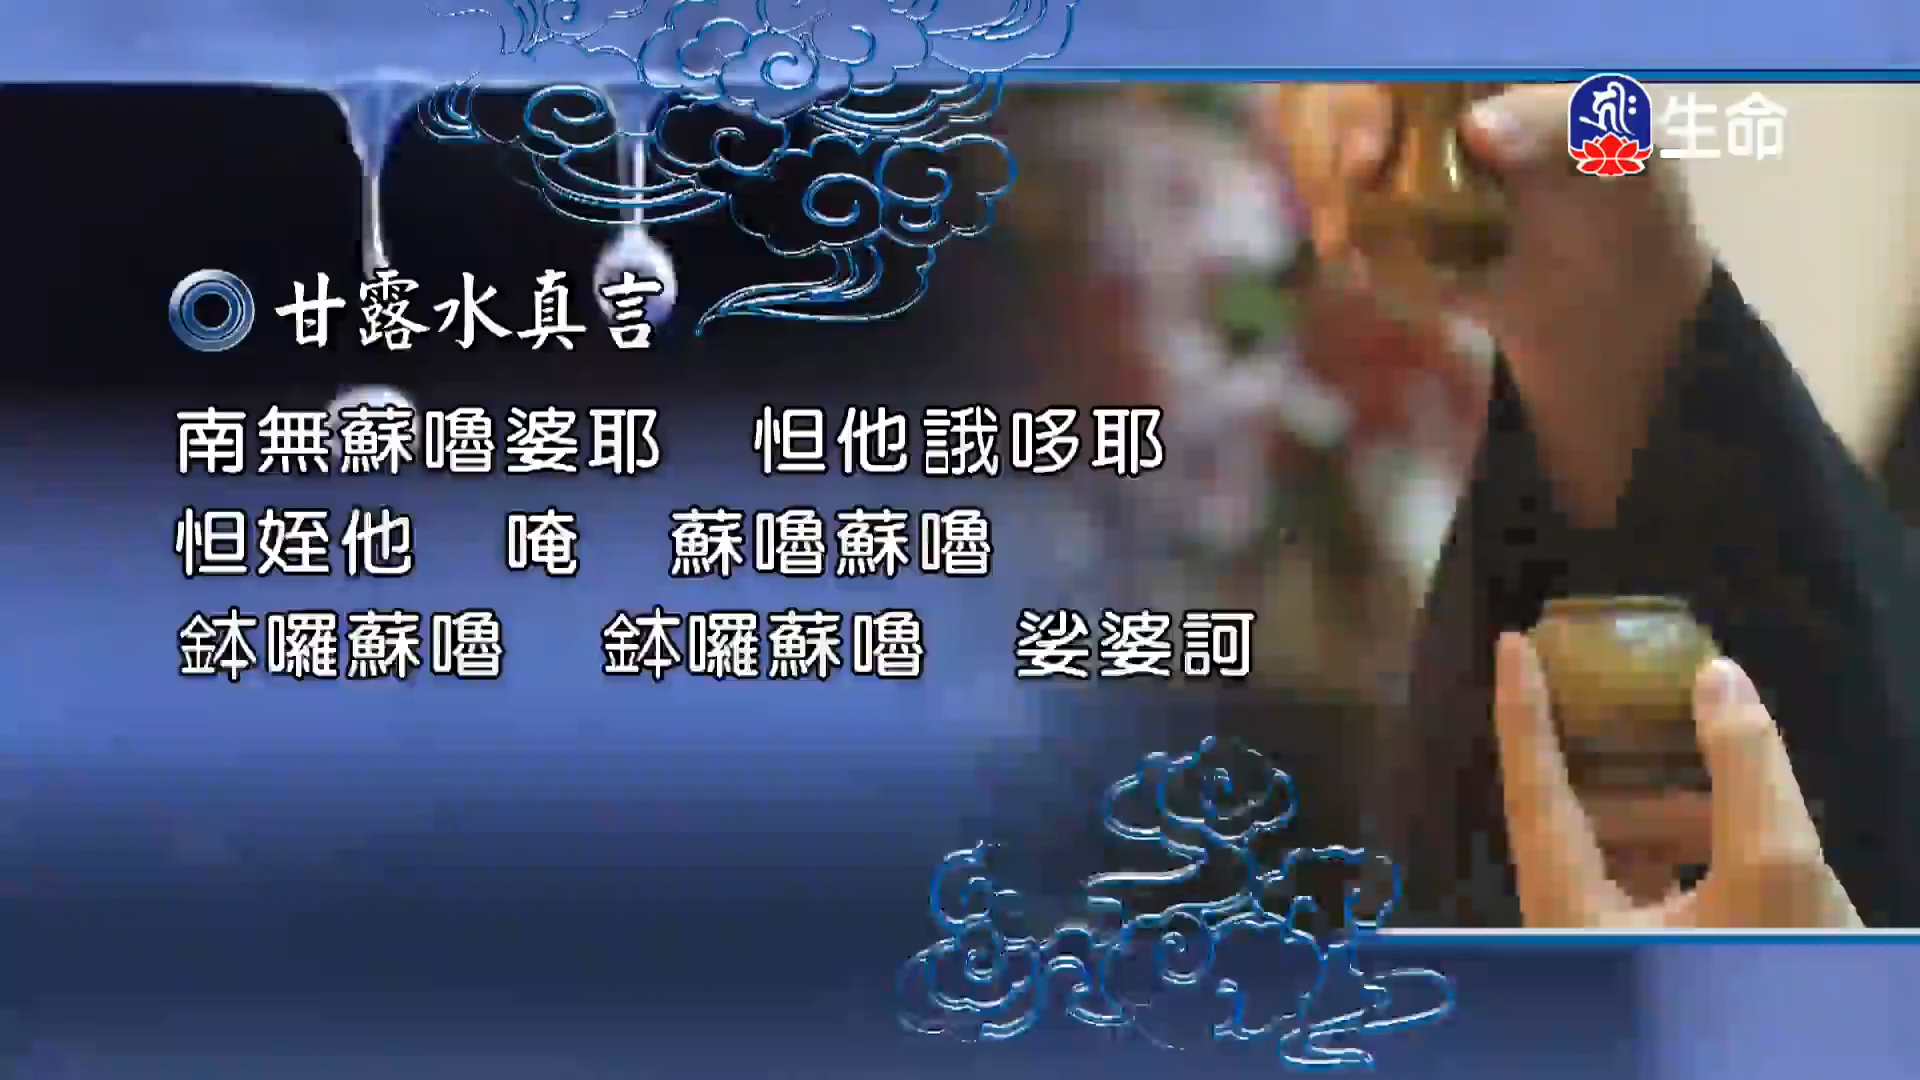 生命
甘露水真言
南無蘇嚕婆耶 怛他誐哆耶
怛姪他 唵 蘇嚕蘇嚕
鉢囉蘇嚕 鉢囉蘇嚕 娑婆訶